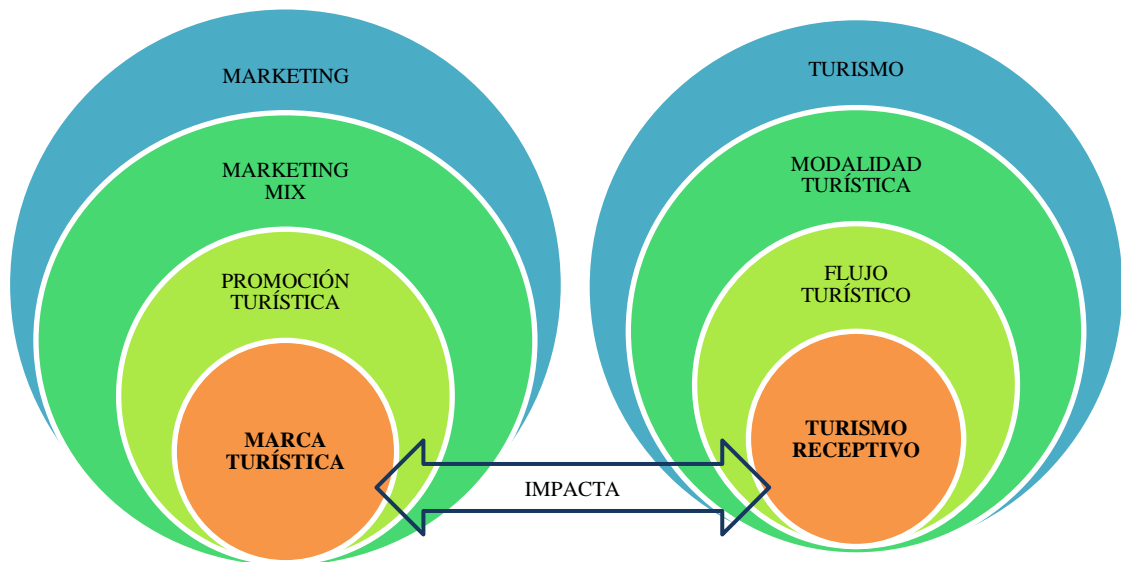 MARKETING
MARKETING
MIX
PROMOCIÓN
TURÍSTICA
MARCA
TURÍSTICA
IMPACTA
TURISMO
MODALIDAD
TURÍSTICA
FLUJO
TURÍSTICO
TURISMO
RECEPTIVO